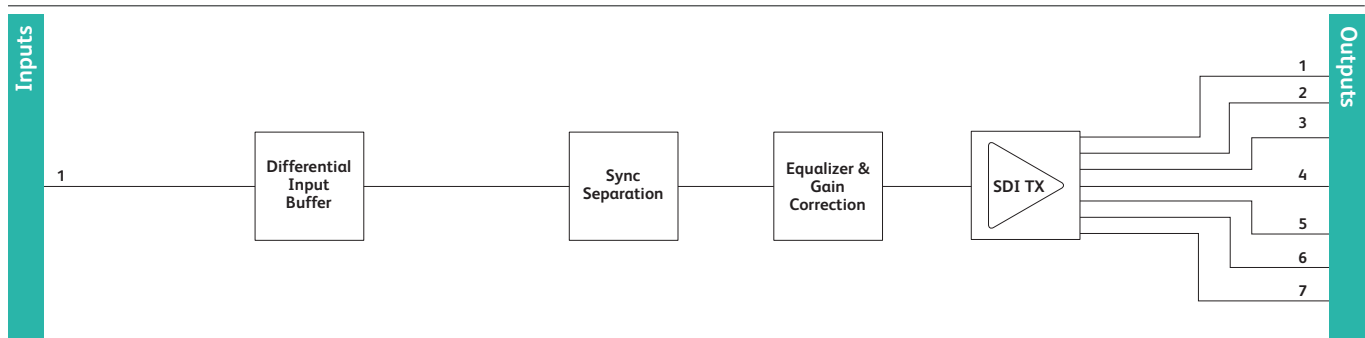 Inputs
1
Differential
Input
Buffer
Sync
Separation
Equalizer &
Gain
Correction
SDI TX
1
2
3
4
5
6
7
Outputs